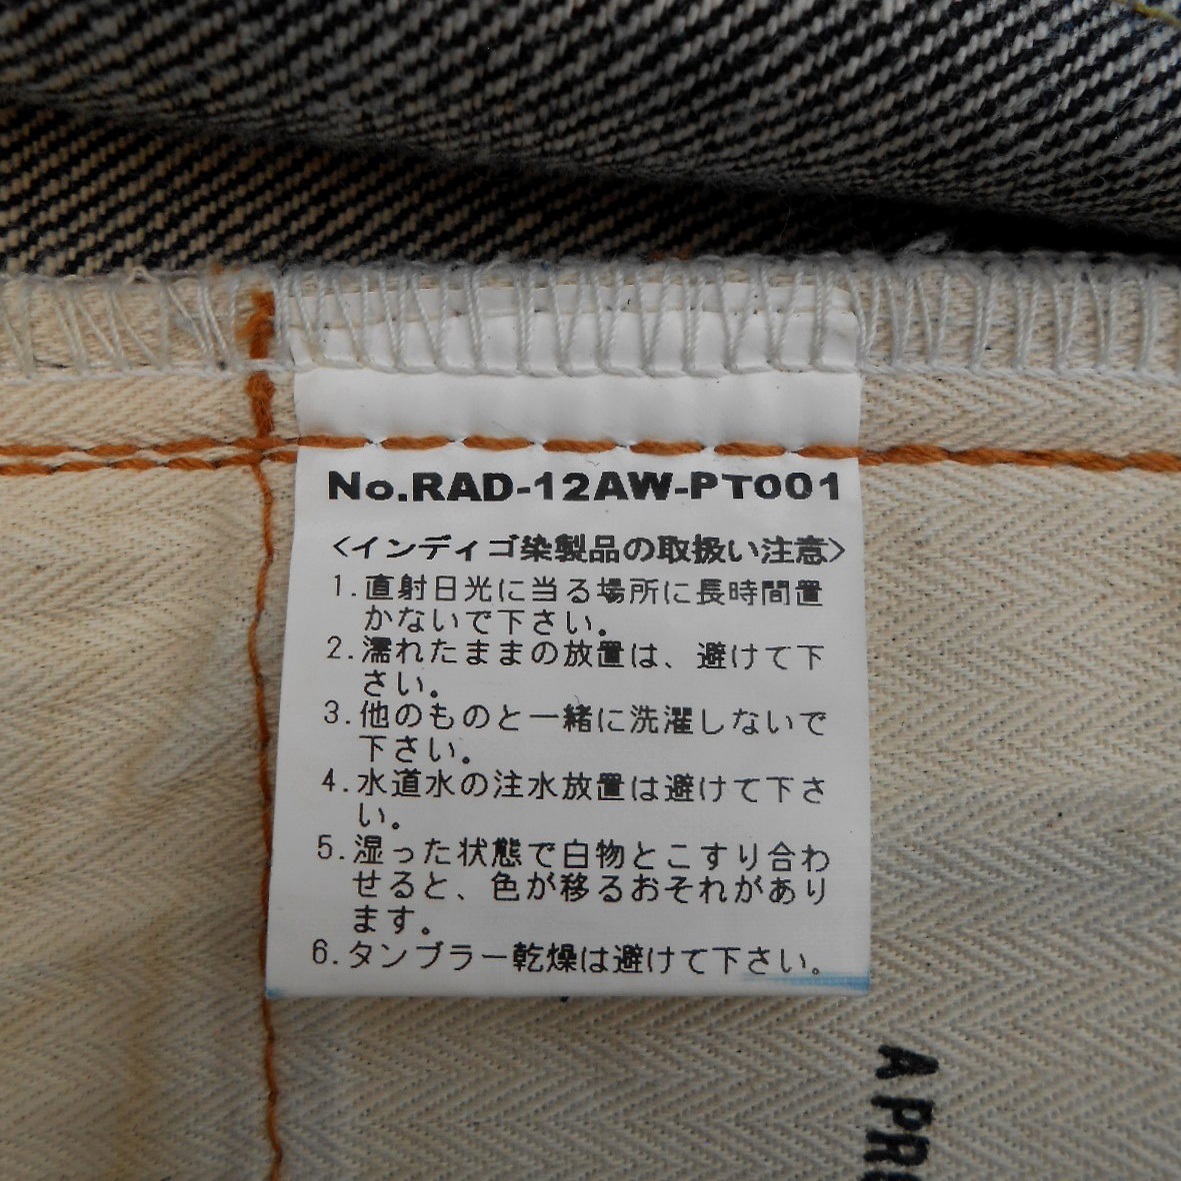 No.RAD-12AW-PT001
<インディゴ染製品の取扱い注意>
1.直射日光に当る場所に長時間置
かないで下さい。
2.濡れたままの放置は、避けて下
さい。
3.他のものと一緒に洗濯しないで
下さい。
4.水道水の注水放置は避けて下さ
い。
5.湿った状態で白物とこすり合わ
せると、色が移るおそれがあり
ます。
6.タンブラー乾燥は避けて下さい。
A PR